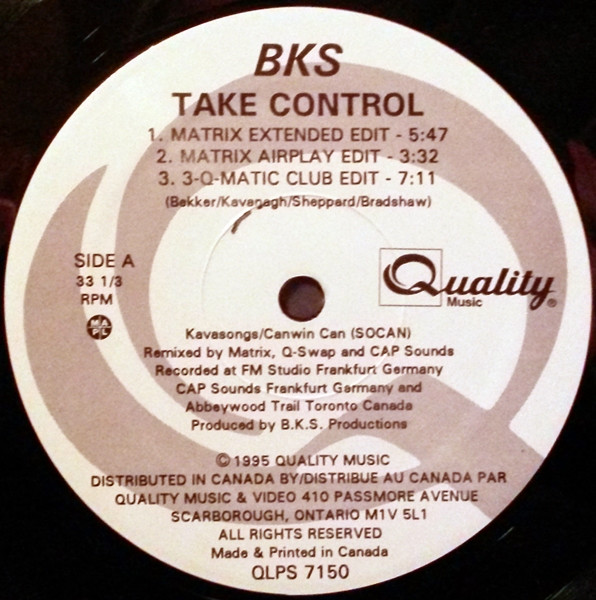 BKS
TAKE CONTROL
1. MATRIX EXTENDED EDIT - 5:47
2. MATRIX AIRPLAY EDIT - 3:32
3. 3-Q-MATIC CLUB EDIT - 7:11
(Bekker/Kavanagh/Sheppard/Bradshaw)
SIDE A
33 1/3
RPM
MAPL
Quality®
Music
Kavasongs/Canwin Can (SOCAN)
Remixed by Matrix, Q-Swap and CAP Sounds
Recorded at FM Studio Frankfurt Germany
CAP Sounds Frankfurt Germany and
Abbeywood Trail Toronto Canada
Produced by B.K.S. Productions
© 1995 QUALITY MUSIC
DISTRIBUTED IN CANADA BY/DISTRIBUE AU CANADA PAR
QUALITY MUSIC & VIDEO 410 PASSMORE AVENUE
SCARBOROUGH, ONTARIO M1V 5L1
ALL RIGHTS RESERVED
Made & Printed in Canada
QLPS 7150